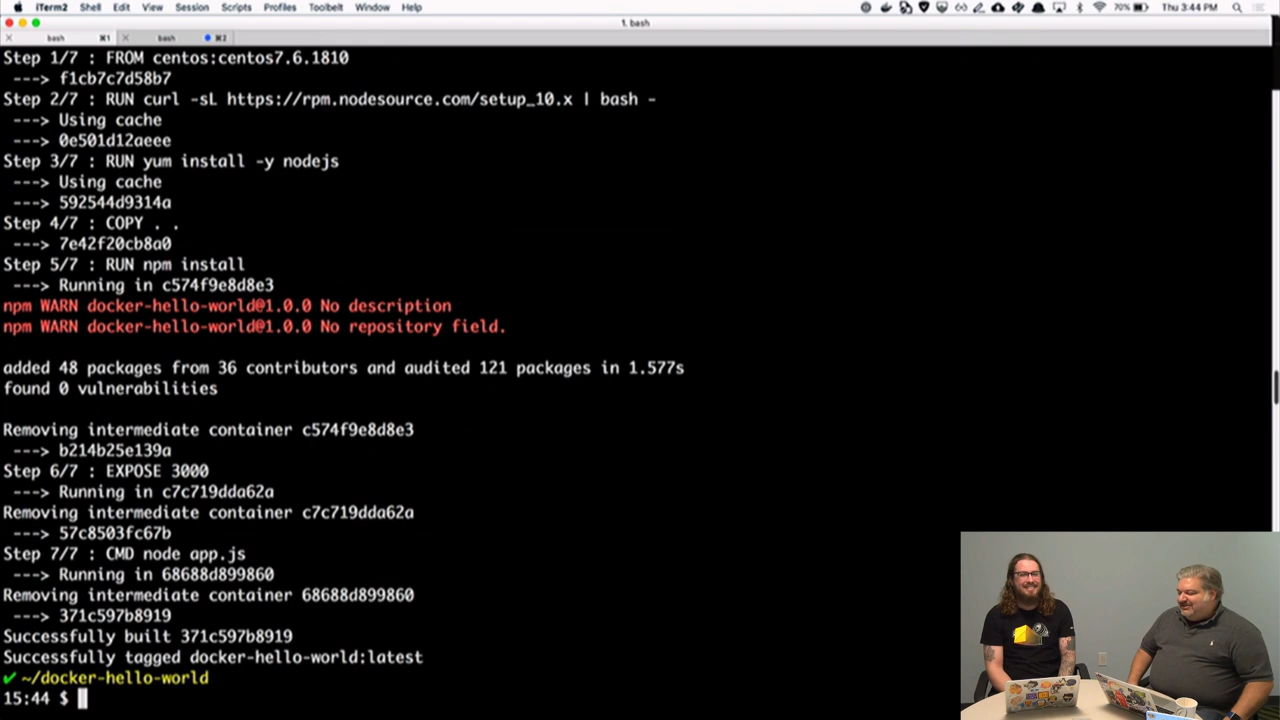 iTerm2 Shell Edit View Session Scripts Profiles Toolbelt Window Help 70% Thu 3:44 PM
1. bash
bash ⌘1 bash ⌘2
Step 1/7 : FROM centos:centos7.6.1810
---> f1cb7c7d58b7
Step 2/7 : RUN curl -sL https://rpm.nodesource.com/setup_10.x | bash -
---> Using cache
---> 0e501d12aeee
Step 3/7 : RUN yum install -y nodejs
---> Using cache
---> 592544d9314a
Step 4/7 : COPY . .
---> 7e42f20cb8a0
Step 5/7 : RUN npm install
---> Running in c574f9e8d8e3
npm WARN docker-hello-world@1.0.0 No description
npm WARN docker-hello-world@1.0.0 No repository field.
added 48 packages from 36 contributors and audited 121 packages in 1.577s
found 0 vulnerabilities
Removing intermediate container c574f9e8d8e3
---> b214b25e139a
Step 6/7 : EXPOSE 3000
---> Running in c7c719dda62a
Removing intermediate container c7c719dda62a
---> 57c8503fc67b
Step 7/7 : CMD node app.js
---> Running in 68688d899860
Removing intermediate container 68688d899860
---> 371c597b8919
Successfully built 371c597b8919
Successfully tagged docker-hello-world:latest
✔ ~/docker-hello-world
15:44 $